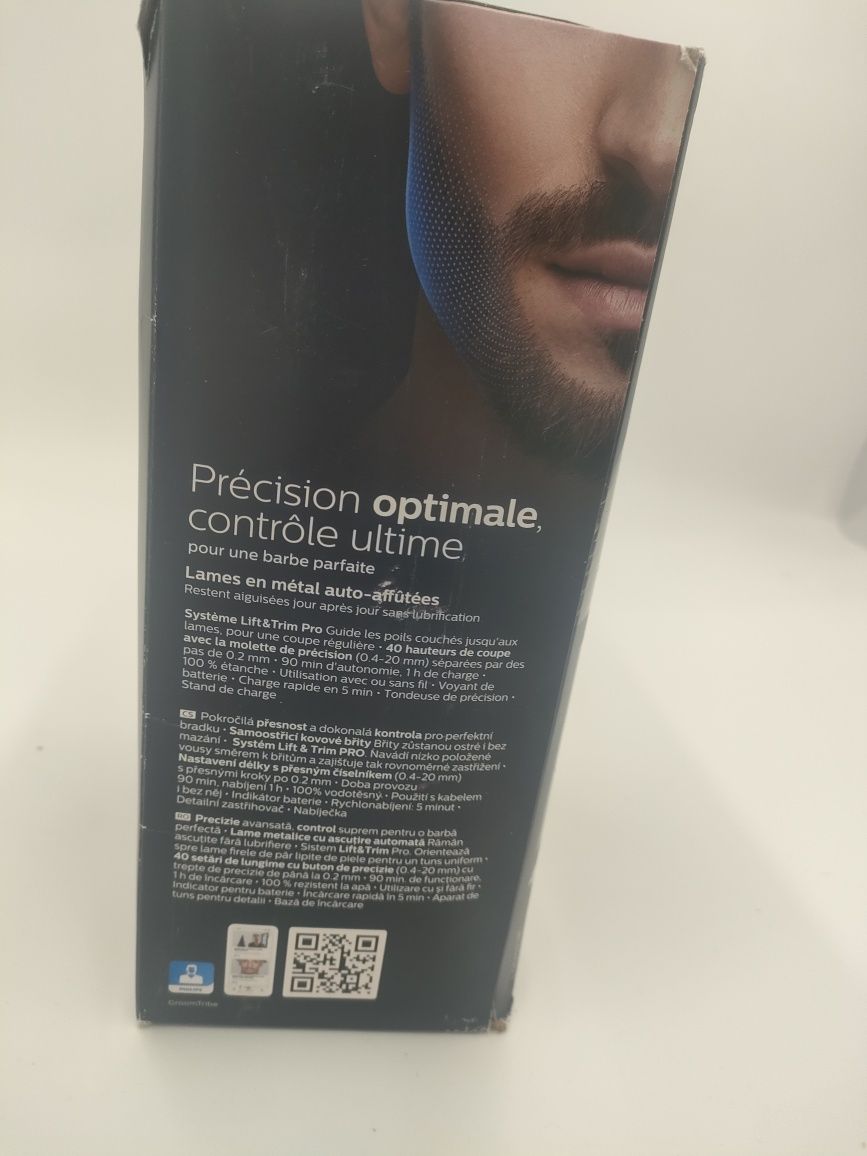 Précision optimale,
contrôle ultime
pour une barbe parfaite
Lames en métal auto-affûtées
Restent aiguisées jour après jour sans lubrification
Système Lift&Trim Pro Guide les poils couchés jusqu'aux
lames, pour une coupe régulière • 40 hauteurs de coupe
avec la molette de précision (0.4-20 mm) séparées par des
pas de 0.2 mm • 90 min d'autonomie, 1 h de charge •
100 % étanche • Utilisation avec ou sans fil • Voyant de
batterie • Charge rapide en 5 min • Tondeuse de précision •
Stand de charge
CS Pokročilá přesnost a dokonalá kontrola pro perfektní
bradku • Samoostřicí kovové břity Břity zůstanou ostré i bez
mazání • Systém Lift & Trim PRO. Navádí nízko položené
vousy směrem k břitům a zajišťuje tak rovnoměrné zastřižení •
Nastavení délky s přesným číselníkem (0.4-20 mm)
s přesnými kroky po 0.2 mm • Doba provozu
90 min, nabíjení 1 h • 100% vodotěsný • Použití s kabelem
i bez něj • Indikátor baterie • Rychlonabíjení: 5 minut •
Detailní zastřihovač • Nabíječka
RO Precizie avansată, control suprem pentru o barbă
perfectă • Lame metalice cu ascuţire automată Rămân
ascuţite fără lubrifiere • Sistem Lift&Trim Pro. Orientează
spre lame firele de păr lipite de piele pentru un tuns uniform •
40 setări de lungime cu buton de precizie (0.4-20 mm) cu
trepte de precizie de până la 0.2 mm • 90 min. de funcţionare,
1 h de încărcare • 100 % rezistent la apă • Utilizare cu şi fără fir •
Indicator pentru baterie • Încărcare rapidă în 5 min • Aparat de
tuns pentru detalii • Bază de încărcare
PHILIPS
GroomTribe